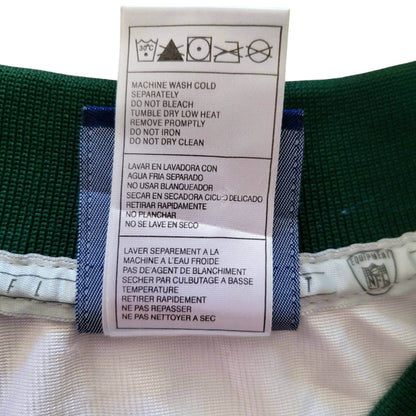 30°C
MACHINE WASH COLD
SEPARATELY
DO NOT BLEACH
TUMBLE DRY LOW HEAT
REMOVE PROMPTLY
DO NOT IRON
DO NOT DRY CLEAN
LAVAR EN LAVADORA CON
AGUA FRIA SEPARADO
NO USAR BLANQUEADOR
SECAR EN SECADORA CICLO DELICADO
RETIRAR RAPIDAMENTE
NO PLANCHAR
NO SE LAVE EN SECO
LAVER SEPAREMENT A LA
MACHINE A L'EAU FROIDE
PAS DE AGENT DE BLANCHIMENT
SECHER PAR CULBUTAGE A BASSE
TEMPERATURE
RETIRER RAPIDEMENT
PAS REPASSER
NE PAS NETTOYER A SEC
EQUIPMENT
NFL